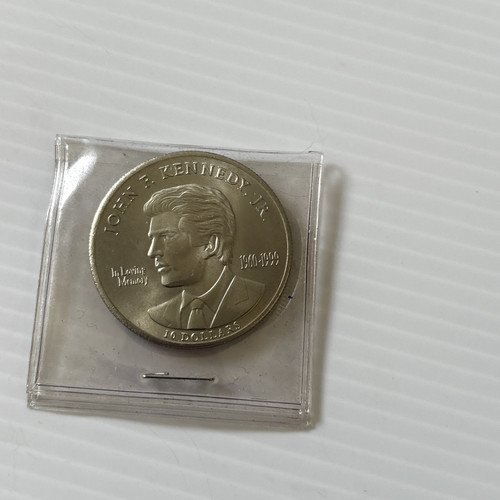 JOHN F. KENNEDY, JR.
In Loving
Memory
1960-1999
10 DOLLARS